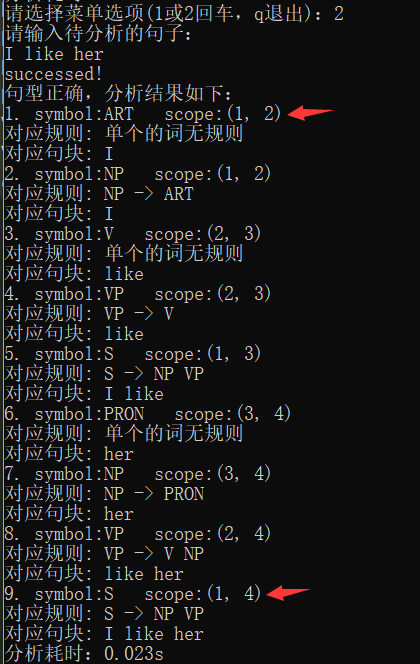 请选择菜单选项(1或2回车，q退出)：2
请输入待分析的句子：
I like her
successed!
句型正确，分析结果如下：
1. symbol:ART   scope:(1, 2)
对应规则: 单个的词无规则
对应句块: I
2. symbol:NP   scope:(1, 2)
对应规则: NP -> ART
对应句块: I
3. symbol:V   scope:(2, 3)
对应规则: 单个的词无规则
对应句块: like
4. symbol:VP   scope:(2, 3)
对应规则: VP -> V
对应句块: like
5. symbol:S   scope:(1, 3)
对应规则: S -> NP VP
对应句块: I like
6. symbol:PRON   scope:(3, 4)
对应规则: 单个的词无规则
对应句块: her
7. symbol:NP   scope:(3, 4)
对应规则: NP -> PRON
对应句块: her
8. symbol:VP   scope:(2, 4)
对应规则: VP -> V NP
对应句块: like her
9. symbol:S   scope:(1, 4)
对应规则: S -> NP VP
对应句块: I like her
分析耗时：0.023s